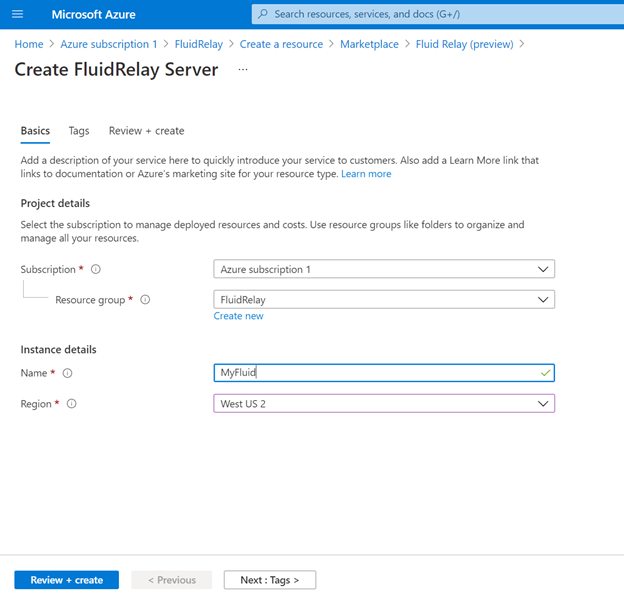 Microsoft Azure
Search resources, services, and docs (G+/)
Home > Azure subscription 1 > FluidRelay > Create a resource > Marketplace > Fluid Relay (preview) >
Create FluidRelay Server ...
Basics Tags Review + create
Add a description of your service here to quickly introduce your service to customers. Also add a Learn More link that
links to documentation or Azure's marketing site for your resource type. Learn more
Project details
Select the subscription to manage deployed resources and costs. Use resource groups like folders to organize and
manage all your resources.
Subscription *
Azure subscription 1
Resource group *
FluidRelay
Create new
Instance details
Name *
MyFluid
Region *
West US 2
Review + create
< Previous
Next : Tags >